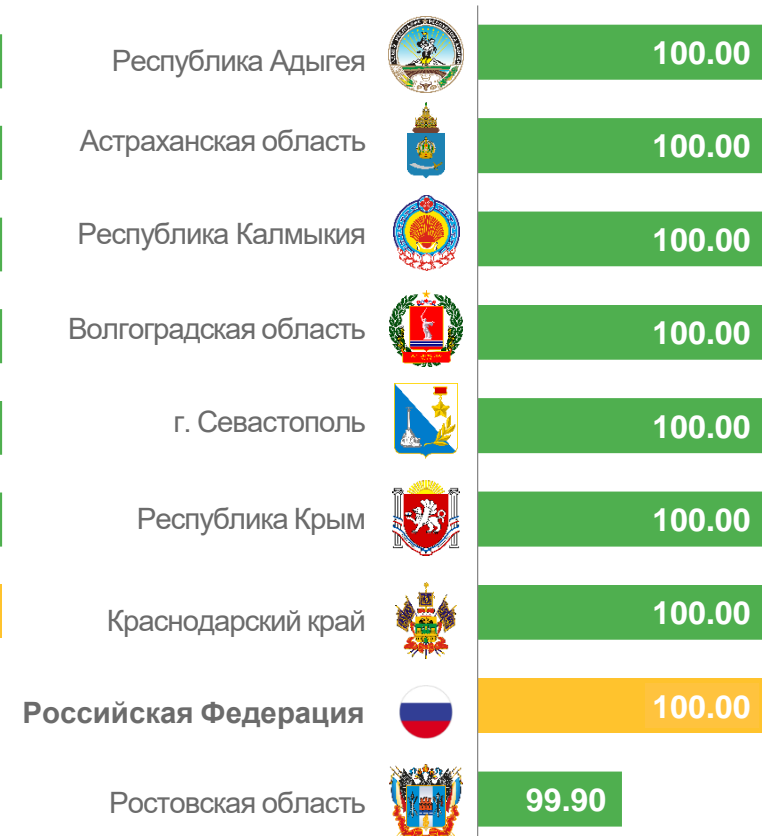 Республика Адыгея 100.00
Астраханская область 100.00
Республика Калмыкия 100.00
Волгоградская область 100.00
г. Севастополь 100.00
Республика Крым 100.00
Краснодарский край 100.00
Российская Федерация 100.00
Ростовская область 99.90